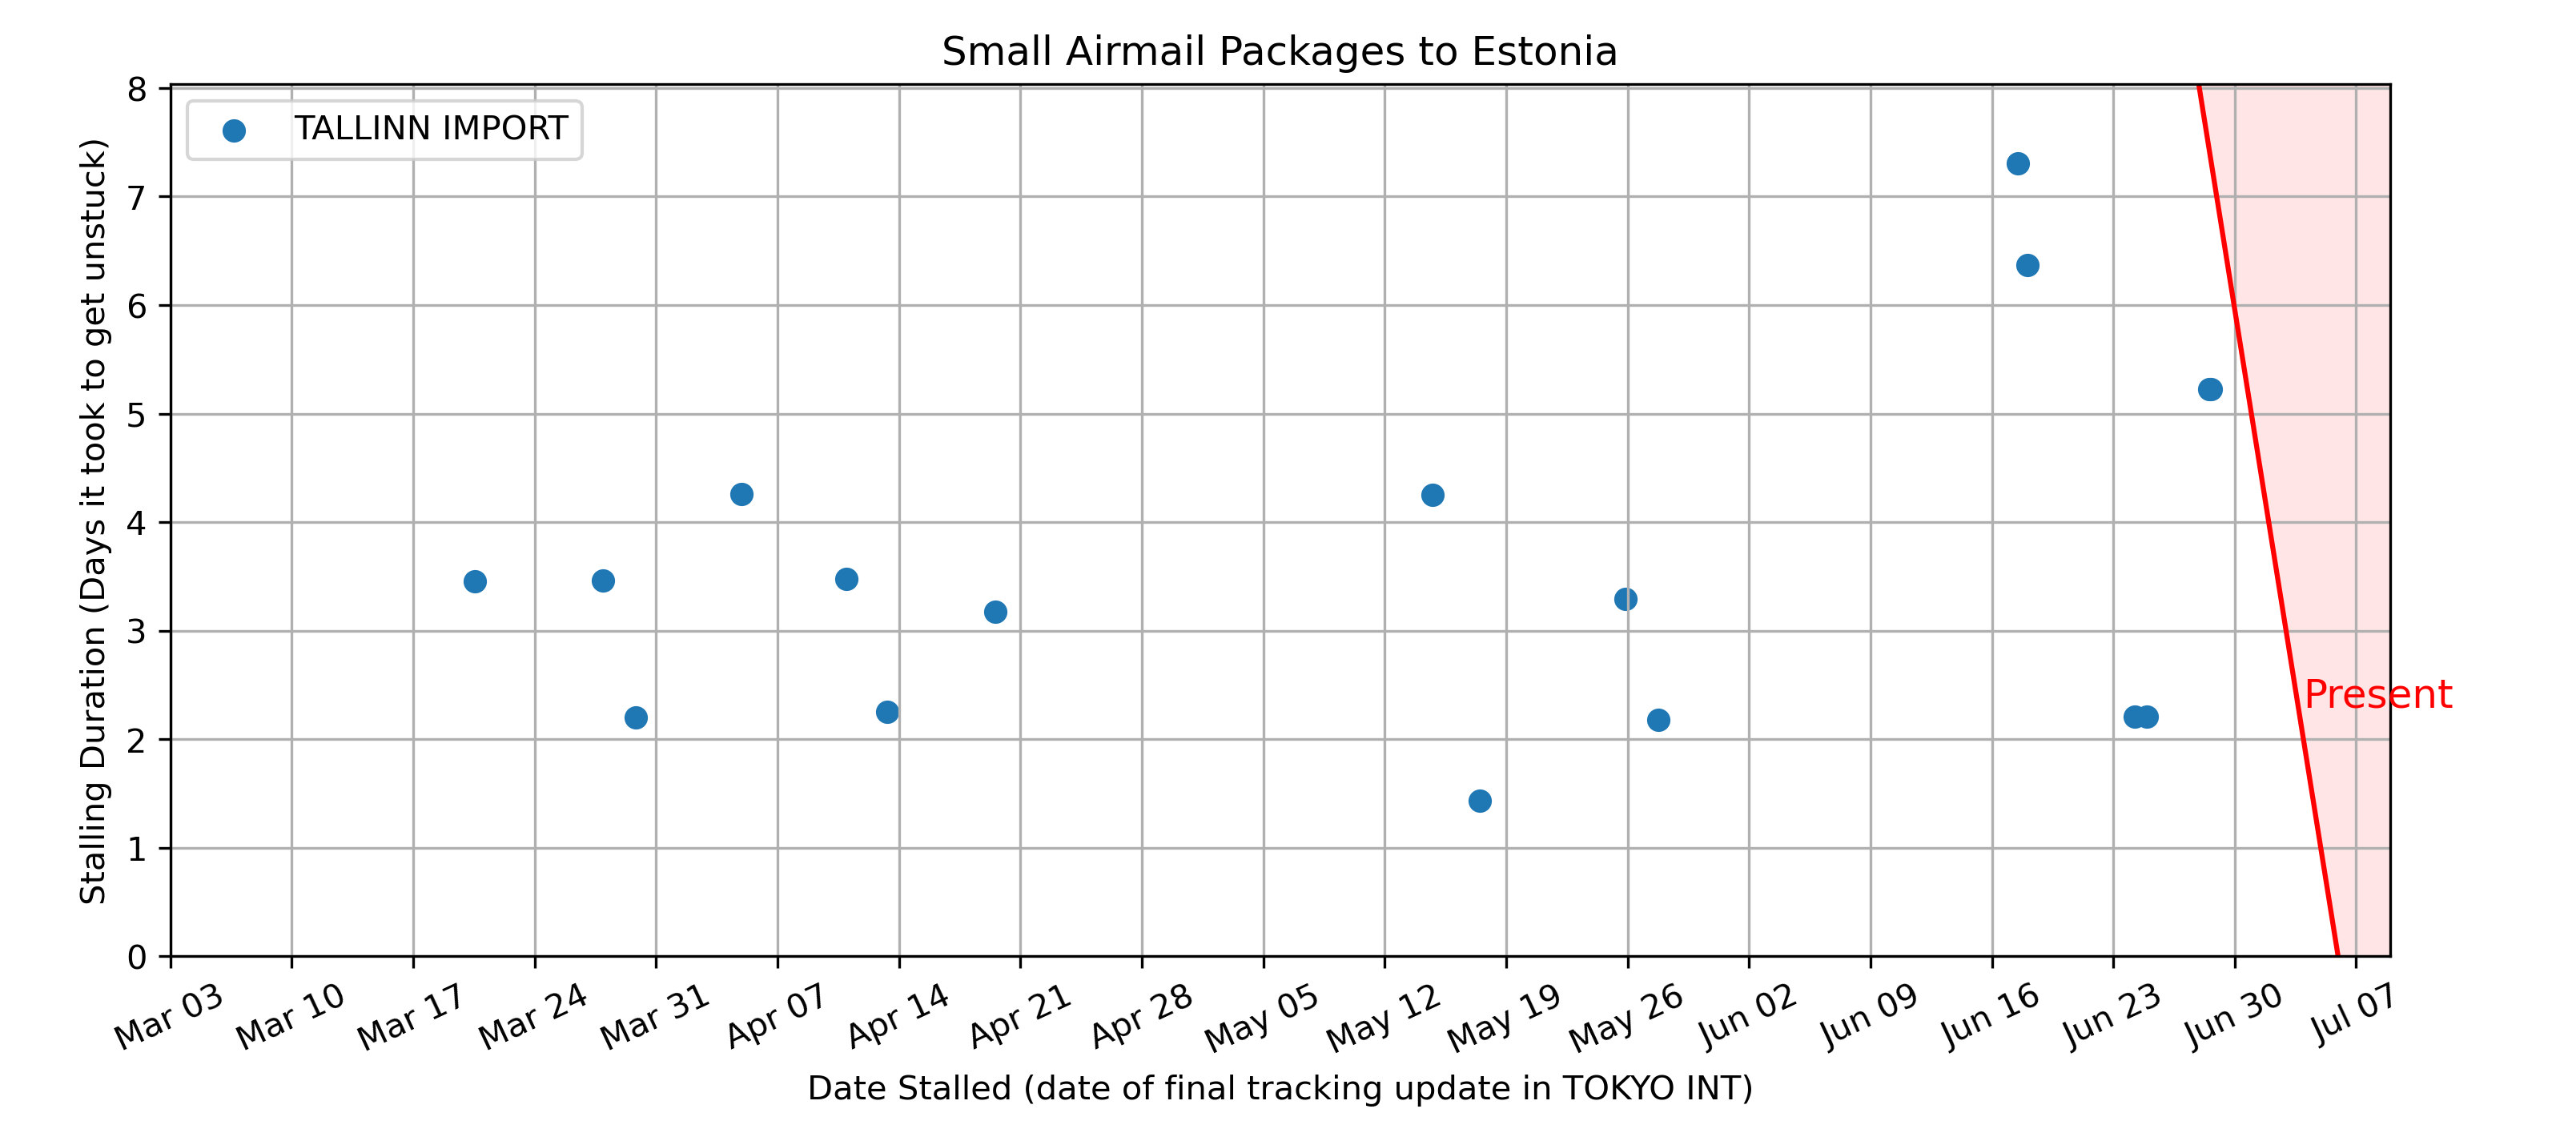 Small Airmail Packages to Estonia
TALLINN IMPORT
Stalling Duration (Days it took to get unstuck)
8
7
6
5
4
3
2
1
0
Present
Mar 03 Mar 10 Mar 17 Mar 24 Mar 31 Apr 07 Apr 14 Apr 21 Apr 28 May 05 May 12 May 19 May 26 Jun 02 Jun 09 Jun 16 Jun 23 Jun 30 Jul 07
Date Stalled (date of final tracking update in TOKYO INT)